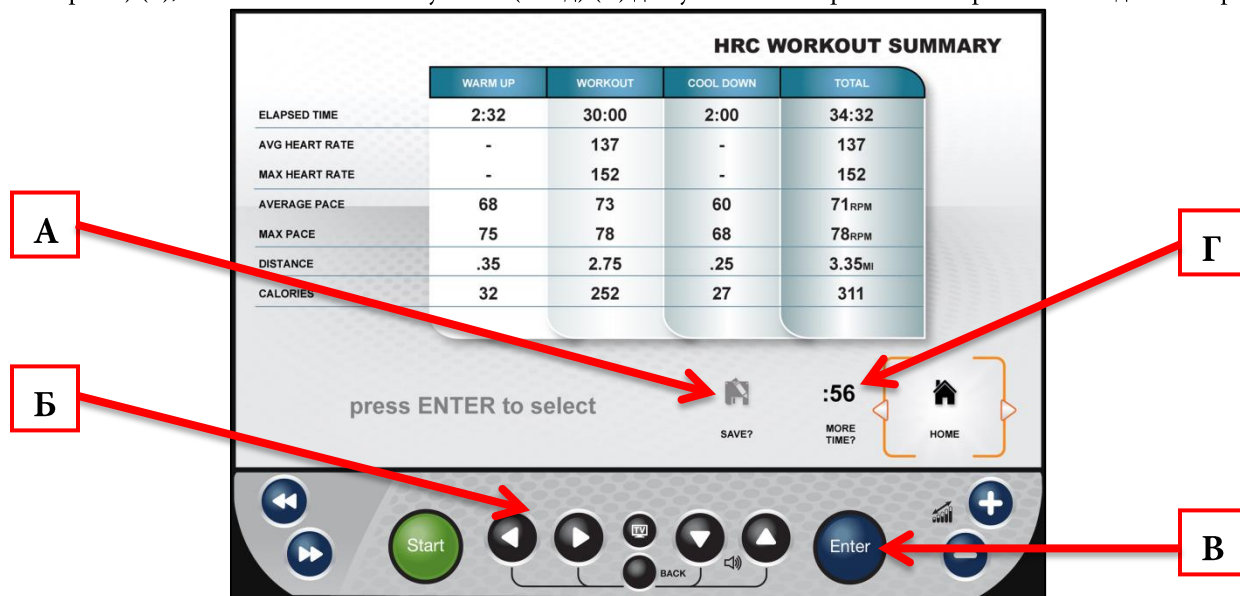 HRC WORKOUT SUMMARY
WARM UP WORKOUT COOL DOWN TOTAL
ELAPSED TIME 2:32 30:00 2:00 34:32
AVG HEART RATE - 137 - 137
MAX HEART RATE - 152 - 152
AVERAGE PACE 68 73 60 71RPM
MAX PACE 75 78 68 78RPM
DISTANCE .35 2.75 .25 3.35MI
CALORIES 32 252 27 311
А
Г
Б
press ENTER to select
SAVE?
:56
MORE
TIME?
HOME
Start
TV
BACK
Enter
В